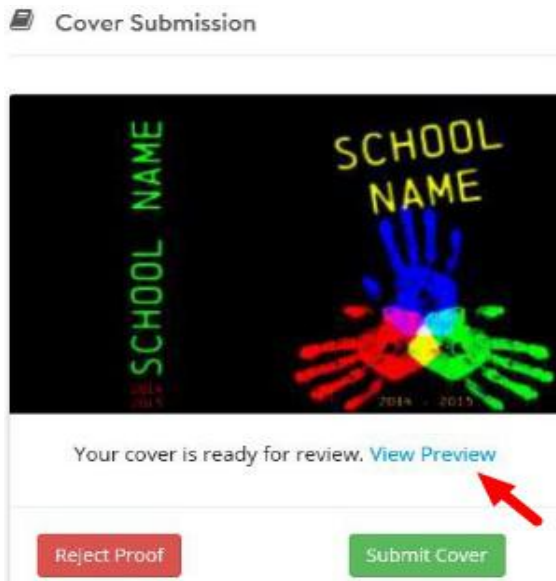 Cover Submission
SCHOOL NAME
2014
2015
SCHOOL
NAME
2014 - 2015
Your cover is ready for review. View Preview
Reject Proof
Submit Cover